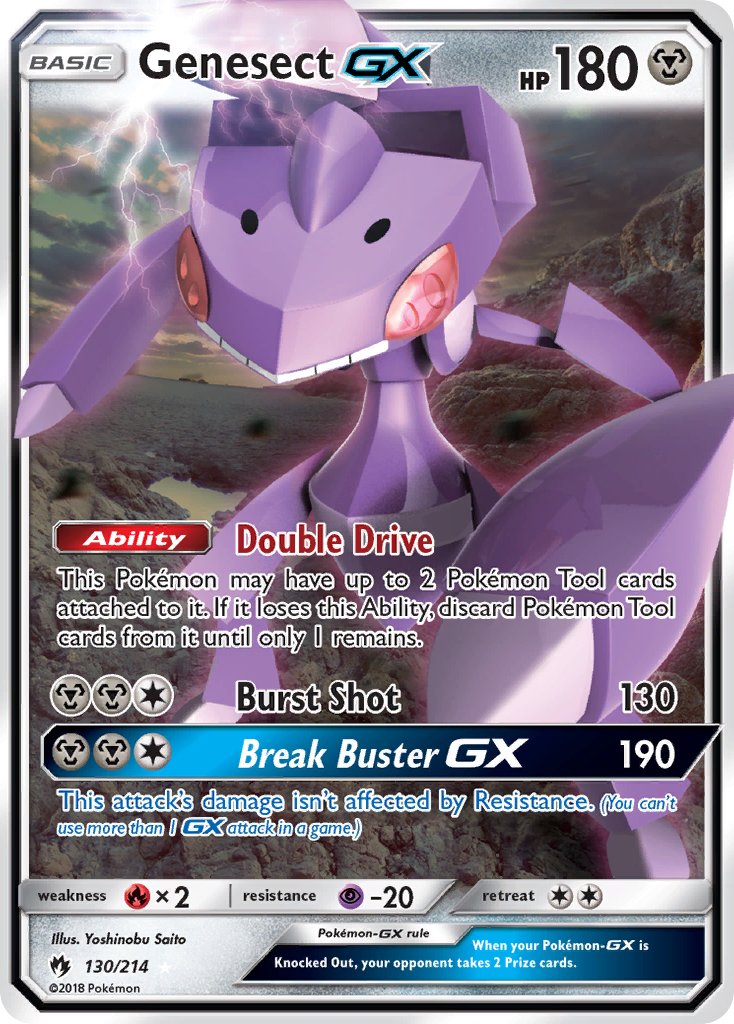 BASIC Genesect GX HP 180
Ability Double Drive
This Pokémon may have up to 2 Pokémon Tool cards
attached to it. If it loses this Ability, discard Pokémon Tool
cards from it until only 1 remains.
Burst Shot 130
Break Buster GX 190
This attack's damage isn't affected by Resistance. (You can't
use more than 1 GX attack in a game.)
weakness × 2 resistance -20 retreat
Illus. Yoshinobu Saito
130/214
©2018 Pokémon
Pokémon-GX rule
When your Pokémon-GX is
Knocked Out, your opponent takes 2 Prize cards.